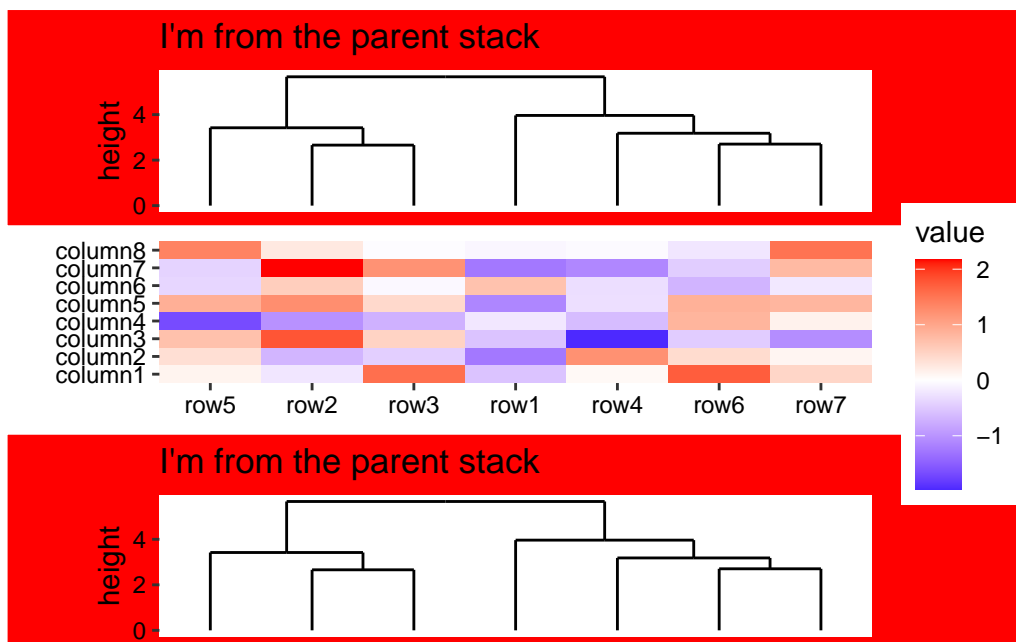 I'm from the parent stack
height
4
2
0
column8
column7
column6
column5
column4
column3
column2
column1
row5 row2 row3 row1 row4 row6 row7
value
2
1
0
−1
I'm from the parent stack
height
4
2
0